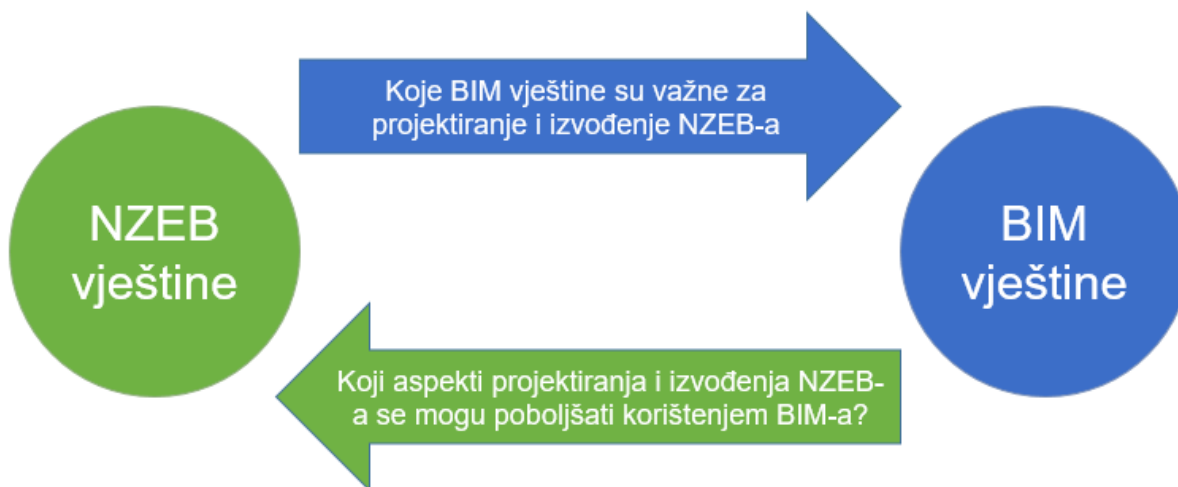 Koje BIM vještine su važne za
projektiranje i izvođenje NZEB-a
NZEB
vještine
BIM
vještine
Koji aspekti projektiranja i izvođenja NZEB-
a se mogu poboljšati korištenjem BIM-a?